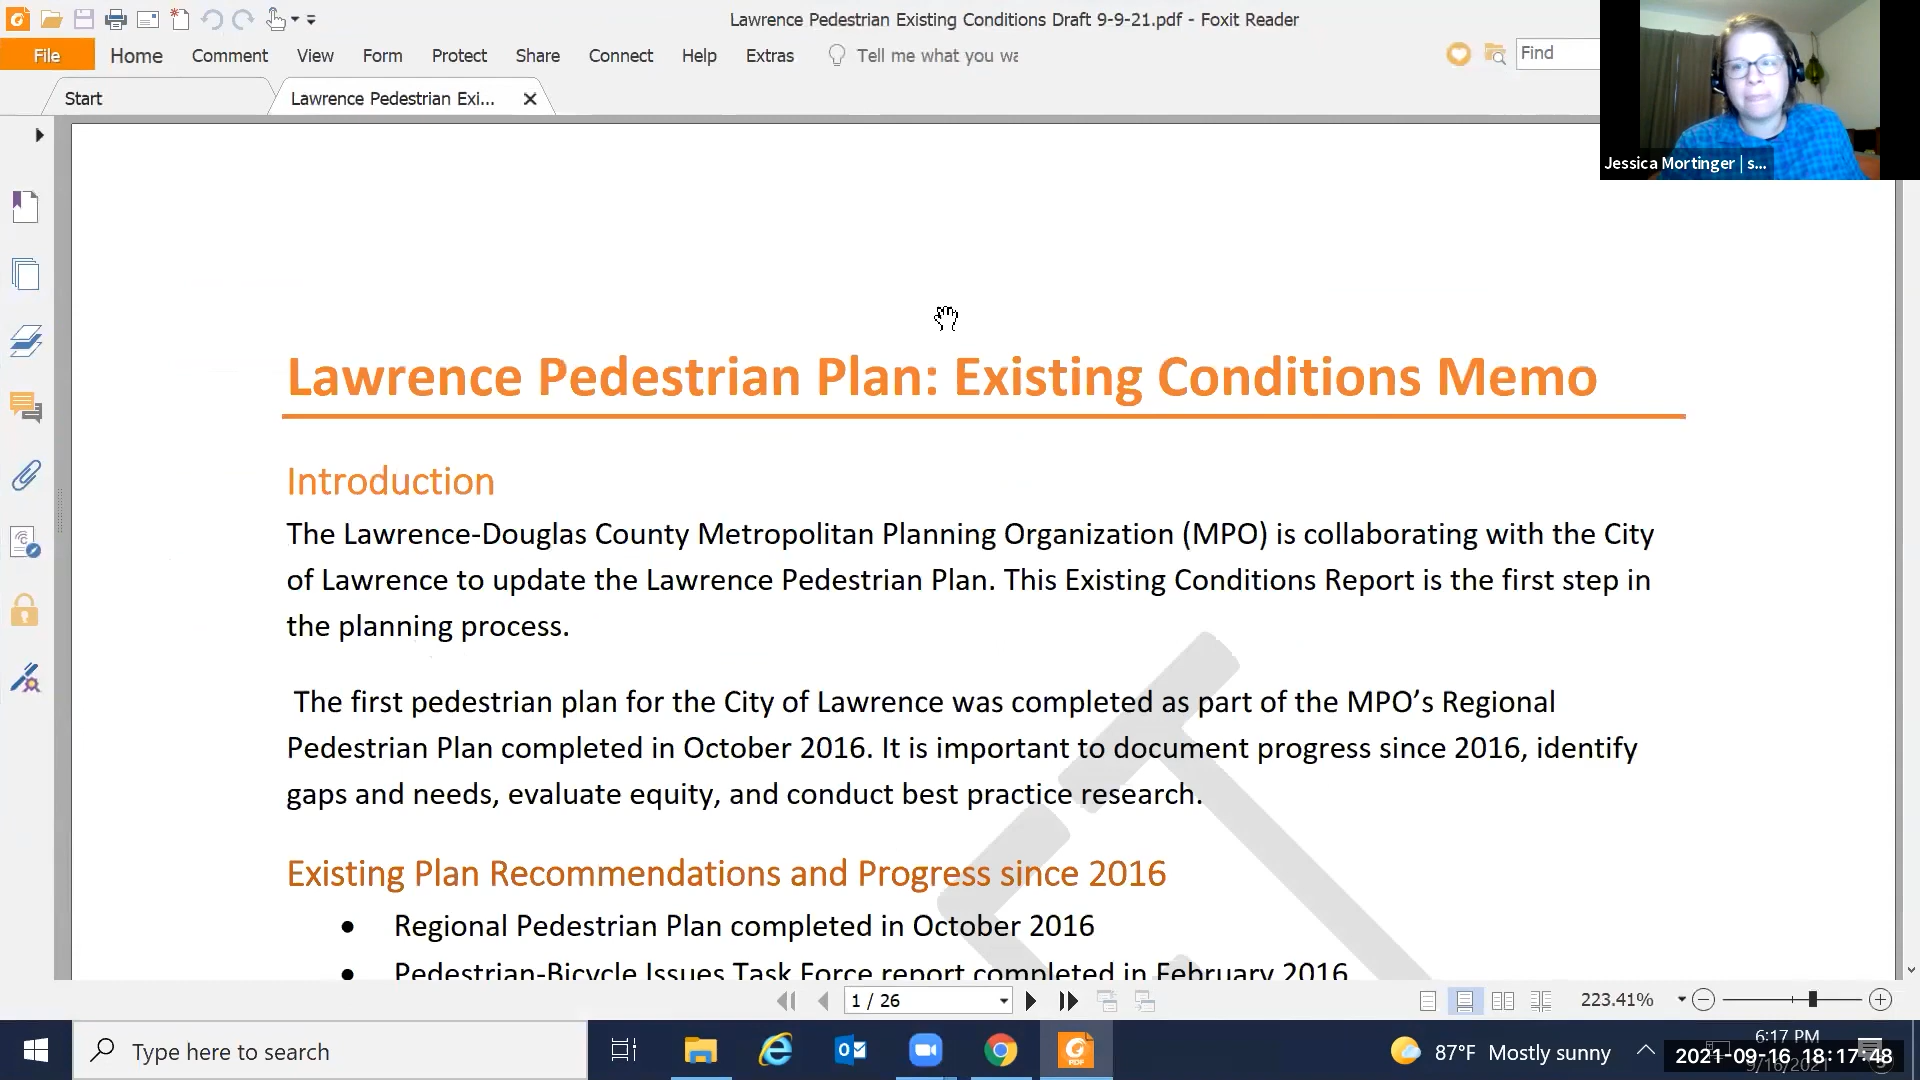 Lawrence Pedestrian Existing Conditions Draft 9-9-21.pdf - Foxit Reader
File Home Comment View Form Protect Share Connect Help Extras Tell me what you wa Find
Start Lawrence Pedestrian Exi...
Jessica Mortinger | s...
Lawrence Pedestrian Plan: Existing Conditions Memo
Introduction
The Lawrence-Douglas County Metropolitan Planning Organization (MPO) is collaborating with the City
of Lawrence to update the Lawrence Pedestrian Plan. This Existing Conditions Report is the first step in
the planning process.
The first pedestrian plan for the City of Lawrence was completed as part of the MPO’s Regional
Pedestrian Plan completed in October 2016. It is important to document progress since 2016, identify
gaps and needs, evaluate equity, and conduct best practice research.
Existing Plan Recommendations and Progress since 2016
• Regional Pedestrian Plan completed in October 2016
• Pedestrian-Bicycle Issues Task Force report completed in February 2016
1 / 26
223.41%
Type here to search
87°F Mostly sunny
6:17 PM
2021-09-16 18:17:48